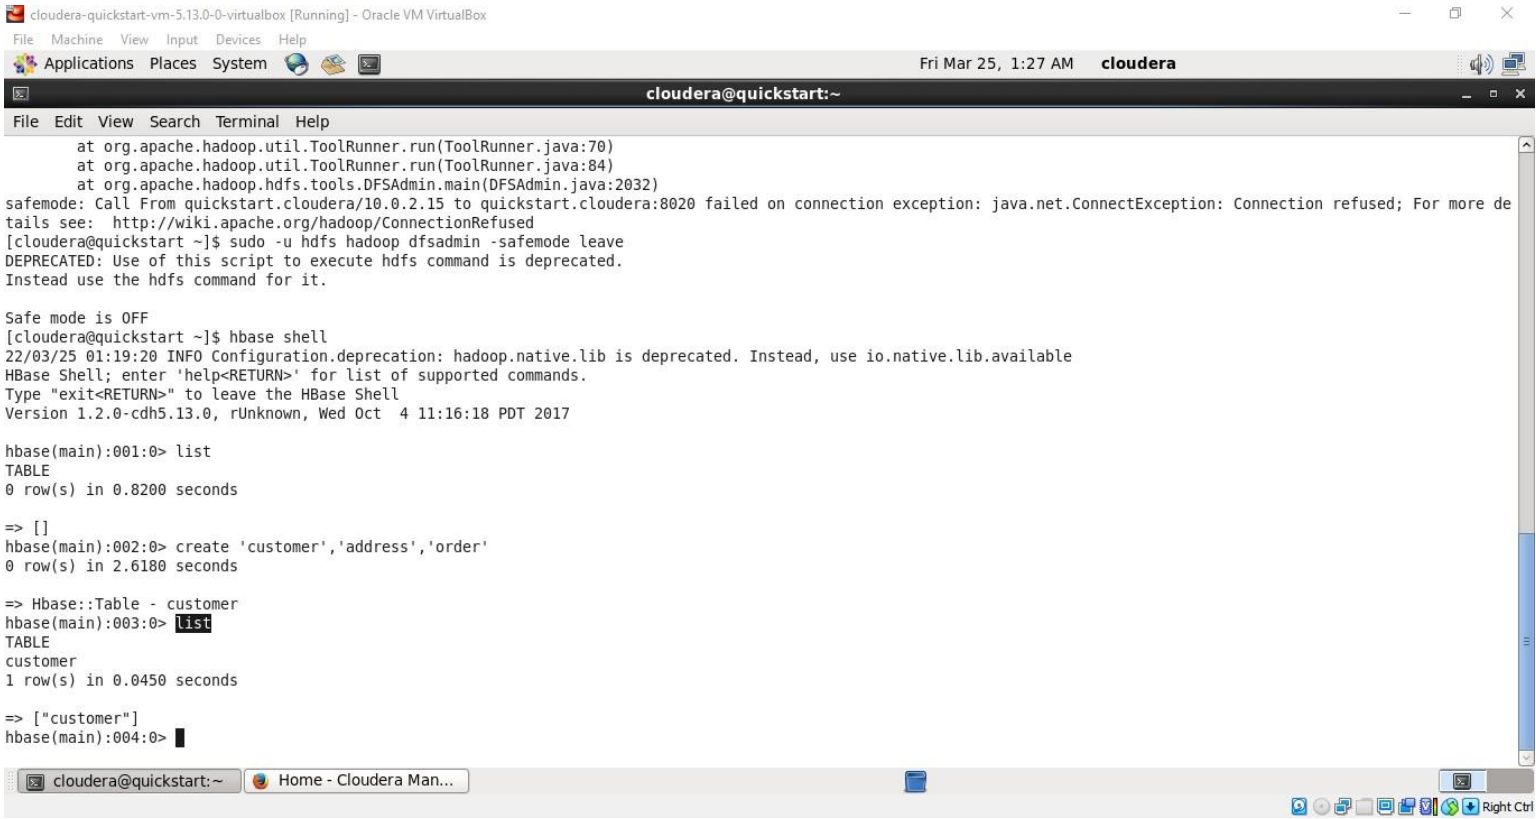 cloudera-quickstart-vm-5.13.0-0-virtualbox [Running] - Oracle VM VirtualBox
File Machine View Input Devices Help
Applications Places System Fri Mar 25, 1:27 AM cloudera
cloudera@quickstart:~
File Edit View Search Terminal Help
at org.apache.hadoop.util.ToolRunner.run(ToolRunner.java:70)
at org.apache.hadoop.util.ToolRunner.run(ToolRunner.java:84)
at org.apache.hadoop.hdfs.tools.DFSAdmin.main(DFSAdmin.java:2032)
safemode: Call From quickstart.cloudera/10.0.2.15 to quickstart.cloudera:8020 failed on connection exception: java.net.ConnectException: Connection refused; For more de
tails see:  http://wiki.apache.org/hadoop/ConnectionRefused
[cloudera@quickstart ~]$ sudo -u hdfs hadoop dfsadmin -safemode leave
DEPRECATED: Use of this script to execute hdfs command is deprecated.
Instead use the hdfs command for it.
Safe mode is OFF
[cloudera@quickstart ~]$ hbase shell
22/03/25 01:19:20 INFO Configuration.deprecation: hadoop.native.lib is deprecated. Instead, use io.native.lib.available
HBase Shell; enter 'help<RETURN>' for list of supported commands.
Type "exit<RETURN>" to leave the HBase Shell
Version 1.2.0-cdh5.13.0, rUnknown, Wed Oct  4 11:16:18 PDT 2017
hbase(main):001:0> list
TABLE
0 row(s) in 0.8200 seconds
=> []
hbase(main):002:0> create 'customer','address','order'
0 row(s) in 2.6180 seconds
=> Hbase::Table - customer
hbase(main):003:0> list
TABLE
customer
1 row(s) in 0.0450 seconds
=> ["customer"]
hbase(main):004:0>
cloudera@quickstart:~ Home - Cloudera Man...
Right Ctrl